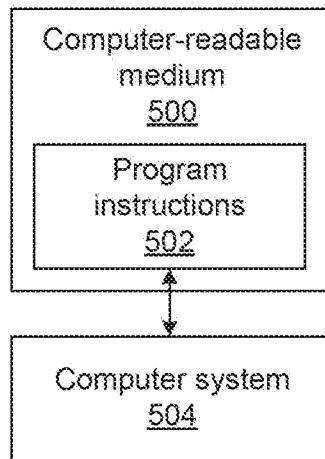 Computer-readable
medium
500
Program
instructions
502
Computer system
504